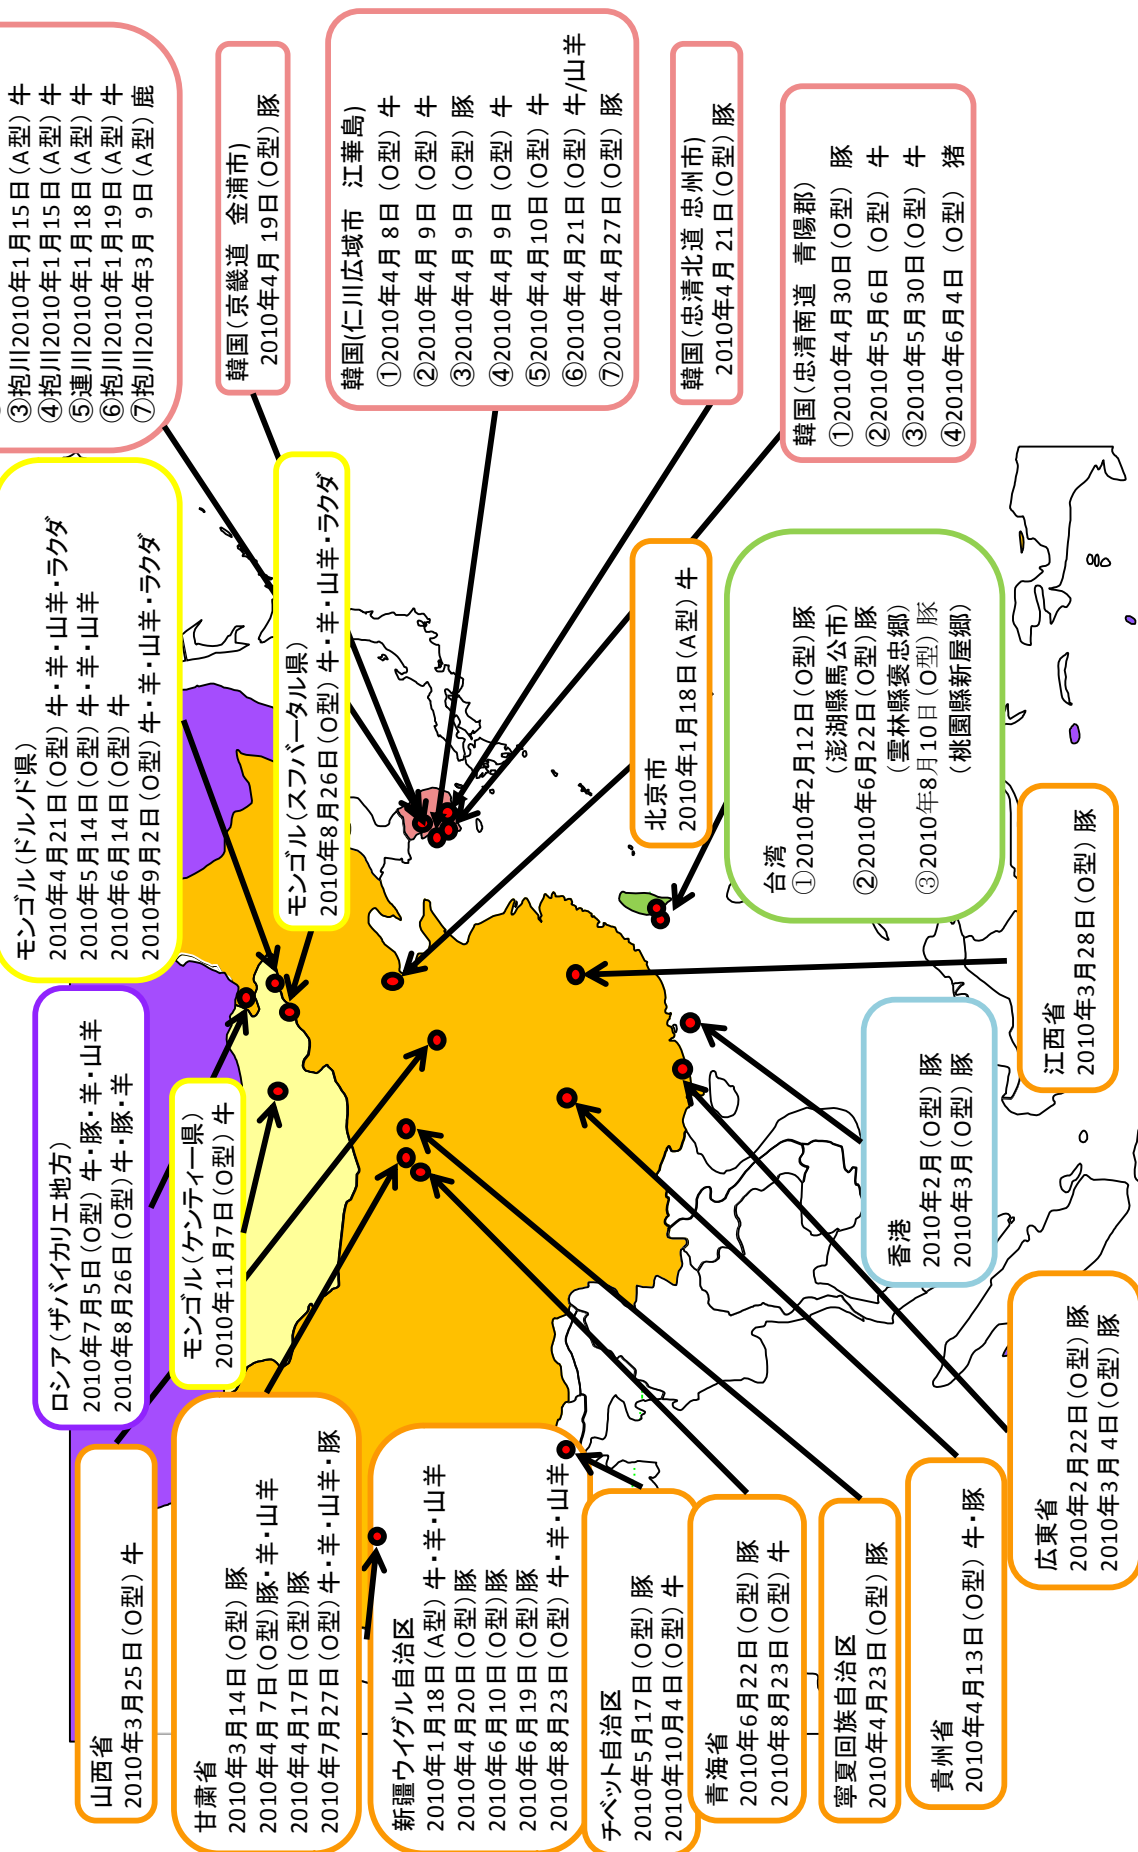 ③抱川2010年1月15日(A型) 牛
④抱川2010年1月15日(A型) 牛
⑤連川2010年1月18日(A型) 牛
⑥抱川2010年1月19日(A型) 牛
⑦抱川2010年3月 9日(A型) 鹿
韓国(京畿道 金浦市)
2010年4月 19日(O型) 豚
韓国(仁川広域市 江華島)
①2010年4月 8日 (O型) 牛
②2010年4月 9日 (O型) 牛
③2010年4月 9日 (O型) 豚
④2010年4月 9日 (O型) 牛
⑤2010年4月10日(O型) 牛
⑥2010年4月21日(O型) 牛/山羊
⑦2010年4月27日(O型) 豚
韓国(忠清北道 忠州市)
2010年4月 21日(O型) 豚
韓国(忠清南道 青陽郡)
①2010年4月30日(O型) 豚
②2010年5月6日 (O型) 牛
③2010年5月30日(O型) 牛
④2010年6月4日 (O型) 猪
モンゴル(ドルノド県)
2010年4月21日(O型) 牛・羊・山羊・ラクダ
2010年5月14日(O型) 牛・羊・山羊
2010年6月14日(O型) 牛
2010年9月2日(O型) 牛・羊・山羊・ラクダ
モンゴル(スフバータル県)
2010年8月26日(O型) 牛・羊・山羊・ラクダ
北京市
2010年1月18日(A型) 牛
台湾
①2010年2月12日(O型)豚
(澎湖縣馬公市)
②2010年6月22日(O型)豚
(雲林縣褒忠郷)
③2010年8月10日(O型) 豚
(桃園縣新屋郷)
江西省
2010年3月28日(O型) 豚
ロシア(ザバイカリエ地方)
2010年7月5日(O型) 牛・豚・羊・山羊
2010年8月26日(O型) 牛・豚・羊
モンゴル(ケンティー県)
2010年11月7日(O型) 牛
香港
2010年2月(O型) 豚
2010年3月(O型) 豚
広東省
2010年2月22日(O型) 豚
2010年3月 4日(O型) 豚
山西省
2010年3月25日(O型) 牛
甘粛省
2010年3月14日(O型) 豚
2010年4月 7日(O型)豚・羊・山羊
2010年4月17日(O型) 豚
2010年7月27日(O型) 牛・羊・山羊・豚
新疆ウイグル自治区
2010年1月18日(A型) 牛・羊・山羊
2010年4月20日(O型)豚
2010年6月10日(O型)豚
2010年6月19日(O型)豚
2010年8月23日(O型) 牛・羊・山羊
チベット自治区
2010年5月17日(O型) 豚
2010年10月4日(O型) 牛
青海省
2010年6月22日(O型) 豚
2010年8月23日(O型) 牛
寧夏回族自治区
2010年4月23日(O型) 豚
貴州省
2010年4月13日(O型) 牛・豚